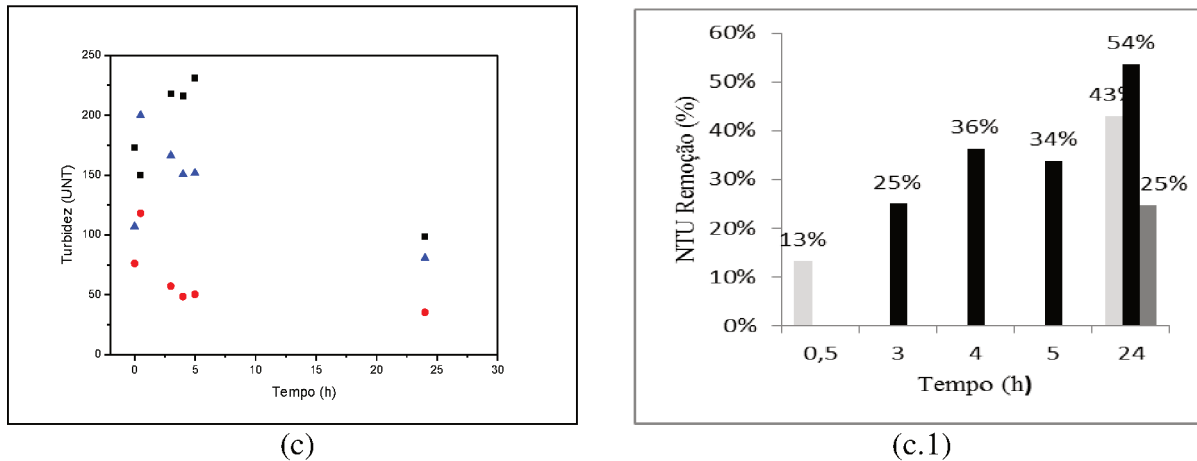 250
200
150
100
50
0
Turbidez (UNT)
0 5 10 15 20 25 30
Tempo (h)
(c)
60%
50%
40%
30%
20%
10%
0%
NTU Remoção (%)
13%
25%
36%
34%
43%
54%
25%
0,5 3 4 5 24
Tempo (h)
(c.1)